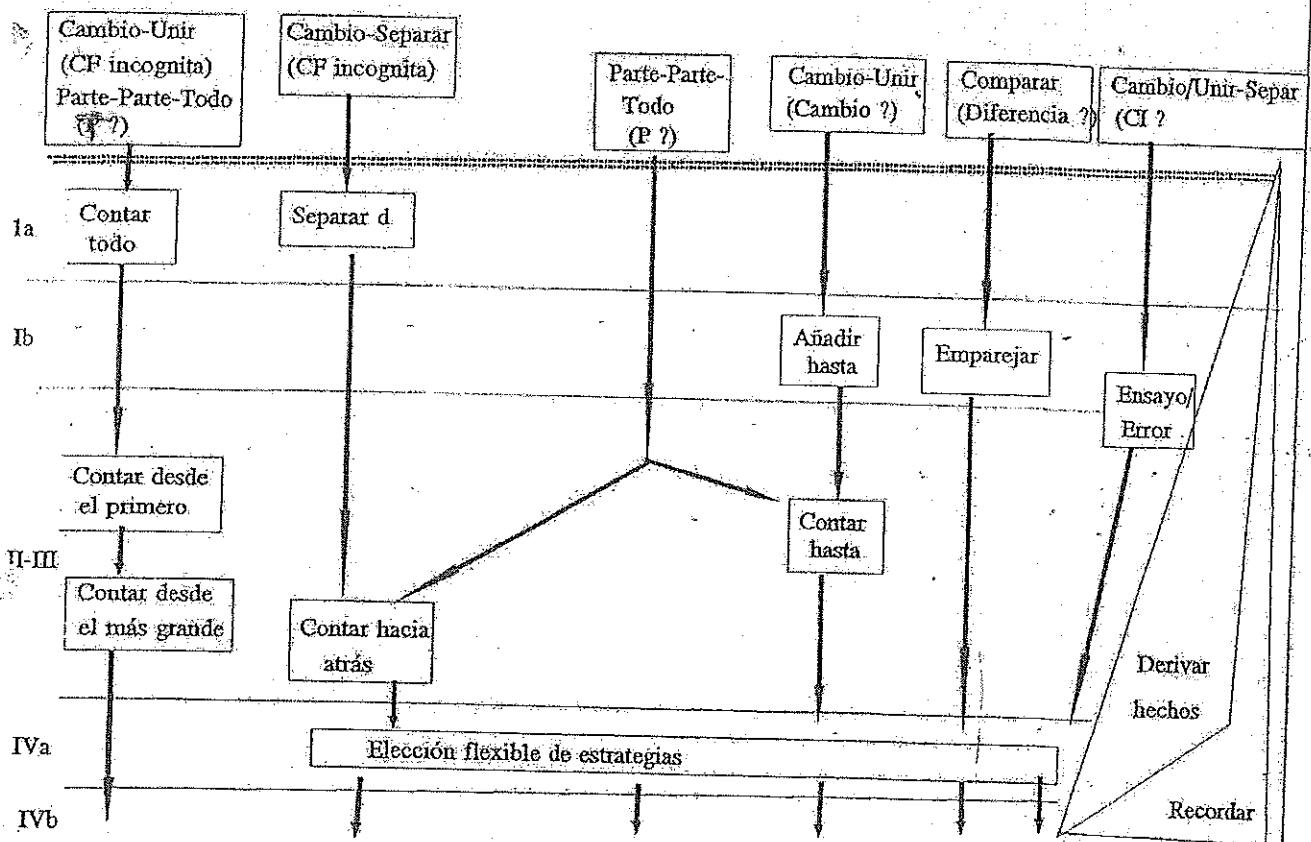 Cambio-Unir
(CF incognita)
Parte-Parte-Todo
?)
Cambio-Separar
(CF incognita)
Parte-Parte-
Todo
(P ?)
Cambio-Unir
(Cambio ?)
Comparar
(Diferencia ?)
Cambio/Unir-Separ
(CI ?
Ia
Contar
todo
Separar d
Ib
Añadir
hasta
Emparejar
Ensayo/
Error
Contar desde
el primero
Contar
hasta
II-III
Contar desde
el más grande
Contar hacia
atrás
Derivar
hechos
IVa
Elección flexible de estrategias
IVb
Recordar